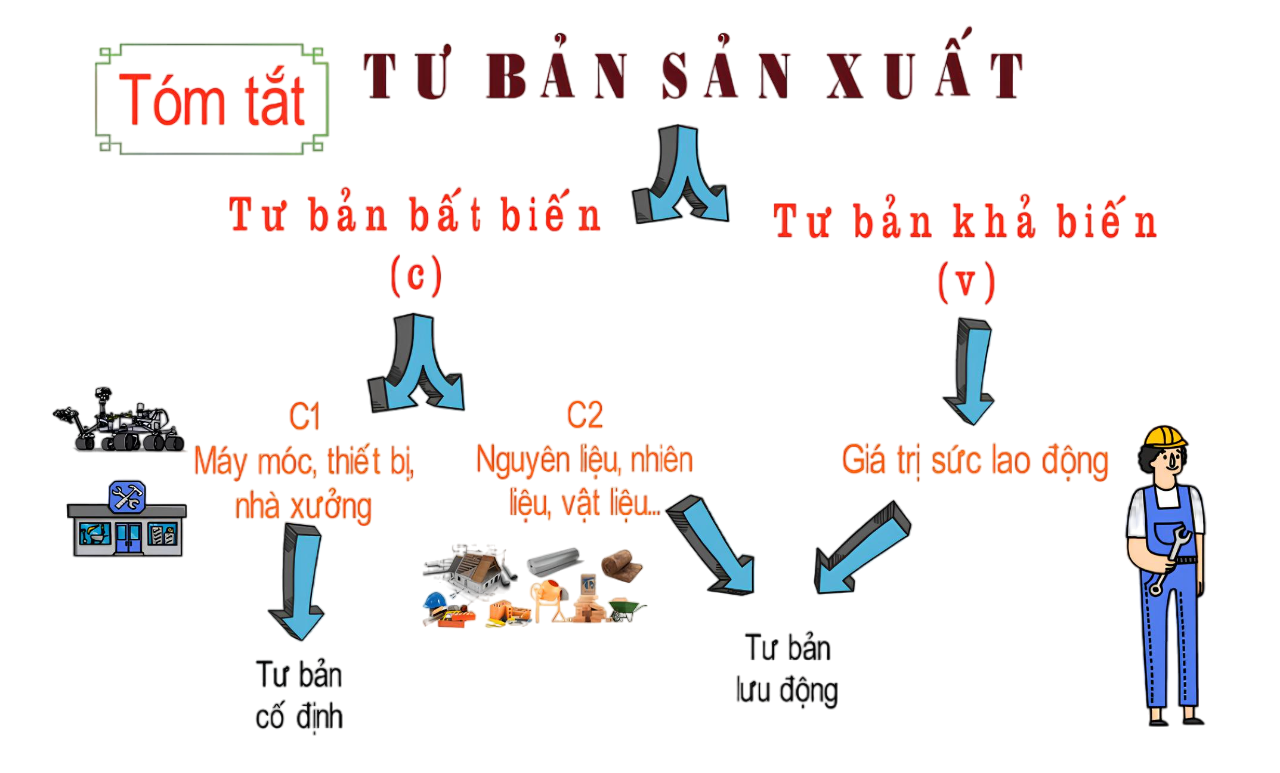 Tóm tắt
TƯ BẢN SẢN XUẤT
Tư bản bất biến
(c)
Tư bản khả biến
(v)
C1
Máy móc, thiết bị,
nhà xưởng
C2
Nguyên liệu, nhiên
liệu, vật liệu...
Giá trị sức lao động
Tư bản
cố định
Tư bản
lưu động